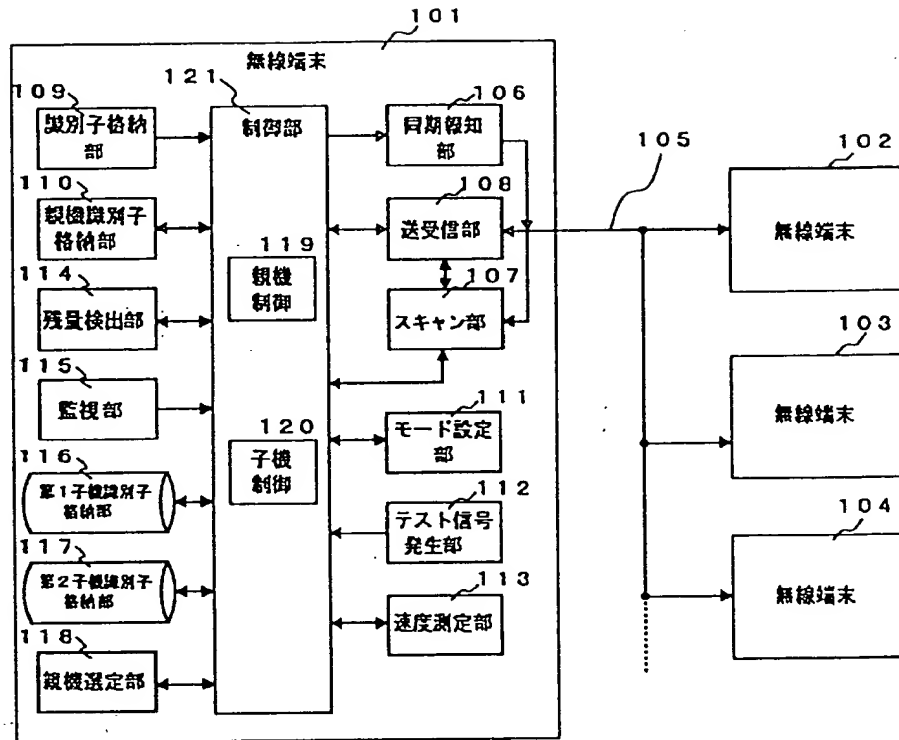 101
無線端末
121
制御部
109
識別子格納
部
110
親機識別子
格納部
114
残量検出部
115
監視部
116
第1子機識別子
格納部
117
第2子機識別子
格納部
118
親機選定部
119
親機
制御
120
子機
制御
106
同期報知
部
108
送受信部
107
スキャン部
111
モード設定
部
112
テスト信号
発生部
113
速度測定部
105
102
無線端末
103
無線端末
104
無線端末